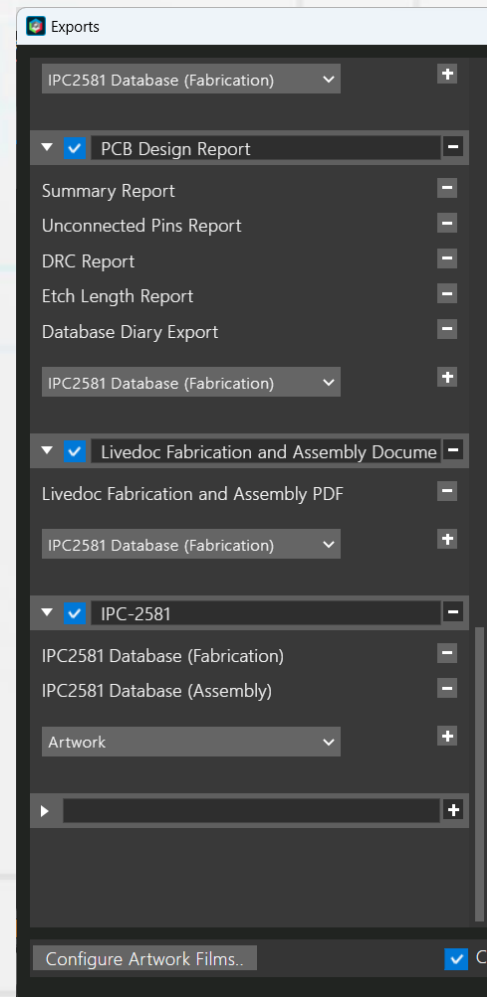 Exports
IPC2581 Database (Fabrication)
PCB Design Report
Summary Report
Unconnected Pins Report
DRC Report
Etch Length Report
Database Diary Export
IPC2581 Database (Fabrication)
Livedoc Fabrication and Assembly Docume
Livedoc Fabrication and Assembly PDF
IPC2581 Database (Fabrication)
IPC-2581
IPC2581 Database (Fabrication)
IPC2581 Database (Assembly)
Artwork
Configure Artwork Films..